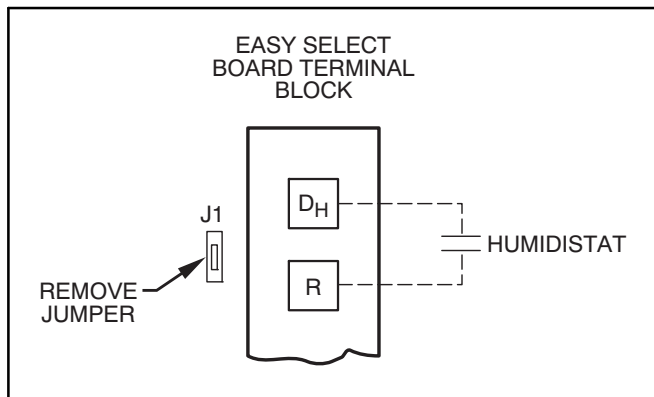 EASY SELECT
BOARD TERMINAL
BLOCK
J1
DH
R
HUMIDISTAT
REMOVE
JUMPER